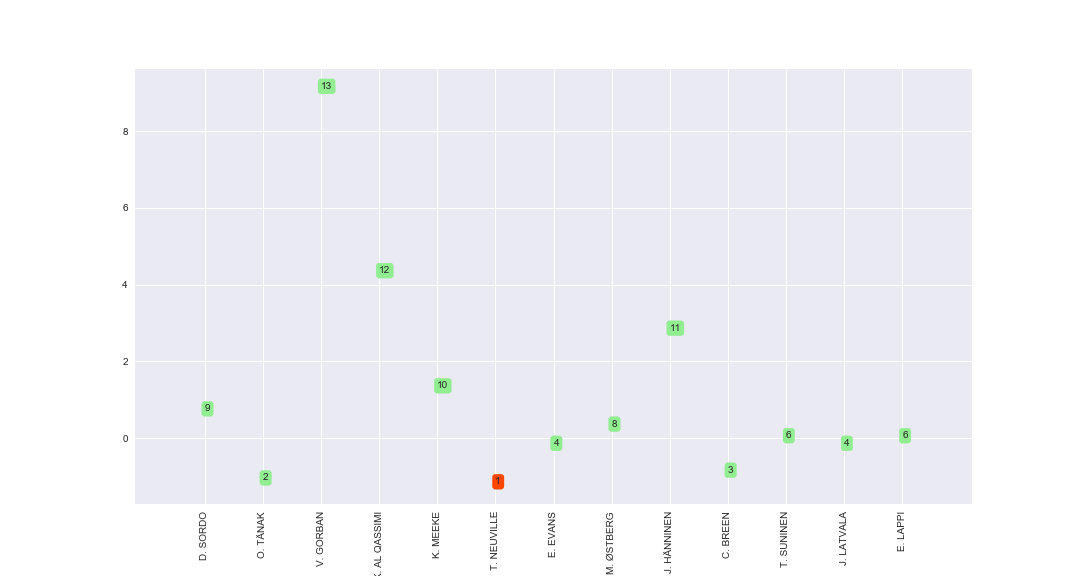 13
8
6
4
12
11
2
10
9
8
0
6
6
4
4
3
2
1
D. SORDO
O. TÄNAK
V. GORBAN
K. AL QASSIMI
K. MEEKE
T. NEUVILLE
E. EVANS
M. ØSTBERG
J. HÄNNINEN
C. BREEN
T. SUNINEN
J. LATVALA
E. LAPPI